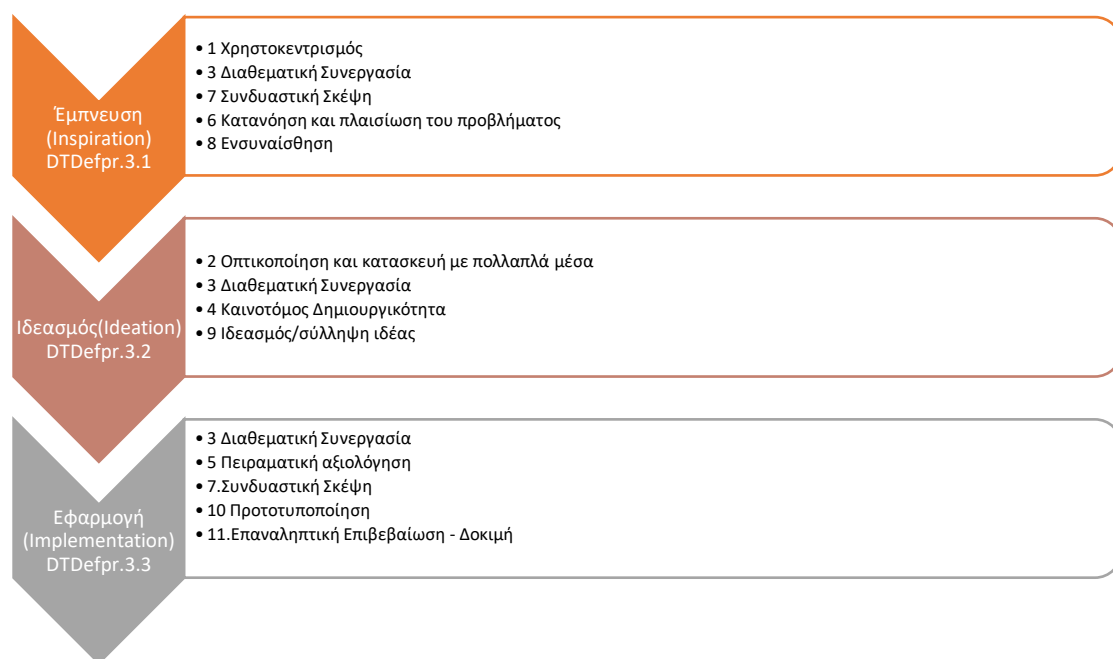 Έμπνευση
(Inspiration)
DTDefpr.3.1
• 1 Χρηστοκεντρισμός
• 3 Διαθεματική Συνεργασία
• 7 Συνδυαστική Σκέψη
• 6 Κατανόηση και πλαισίωση του προβλήματος
• 8 Ενσυναίσθηση
Ιδεασμός(Ideation)
DTDefpr.3.2
• 2 Οπτικοποίηση και κατασκευή με πολλαπλά μέσα
• 3 Διαθεματική Συνεργασία
• 4 Καινοτόμος Δημιουργικότητα
• 9 Ιδεασμός/σύλληψη ιδέας
Εφαρμογή
(Implementation)
DTDefpr.3.3
• 3 Διαθεματική Συνεργασία
• 5 Πειραματική αξιολόγηση
• 7.Συνδυαστική Σκέψη
• 10 Προτοτυποποίηση
• 11.Επαναληπτική Επιβεβαίωση - Δοκιμή